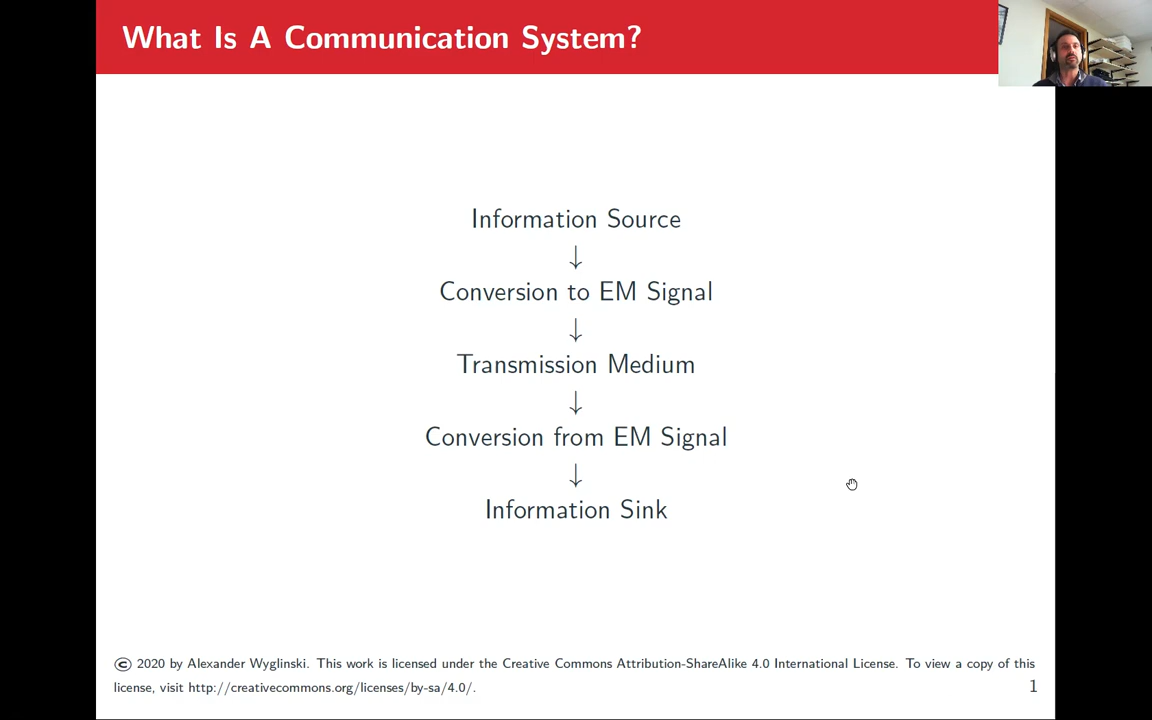 What Is A Communication System?
Information Source
↓
Conversion to EM Signal
↓
Transmission Medium
↓
Conversion from EM Signal
↓
Information Sink
© 2020 by Alexander Wyglinski. This work is licensed under the Creative Commons Attribution-ShareAlike 4.0 International License. To view a copy of this
license, visit http://creativecommons.org/licenses/by-sa/4.0/.
1